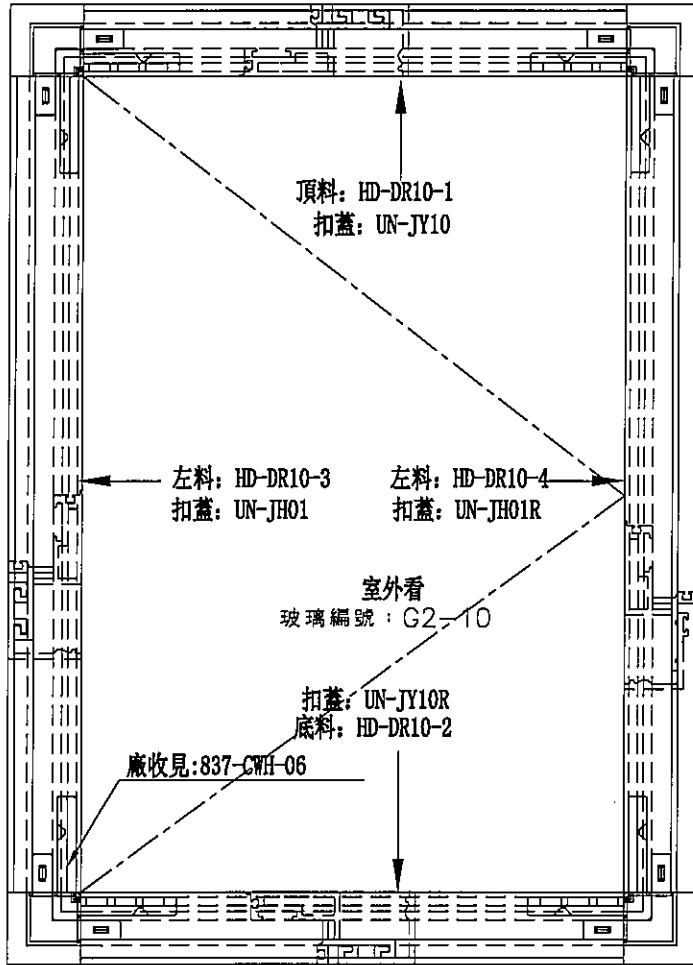 頂料: HD-DR10-1
扣蓋: UN-JY10
左料: HD-DR10-3
扣蓋: UN-JH01
左料: HD-DR10-4
扣蓋: UN-JH01R
室外看
玻璃編號：G2-10
扣蓋: UN-JY10R
底料: HD-DR10-2
廠收見:837-CWH-06